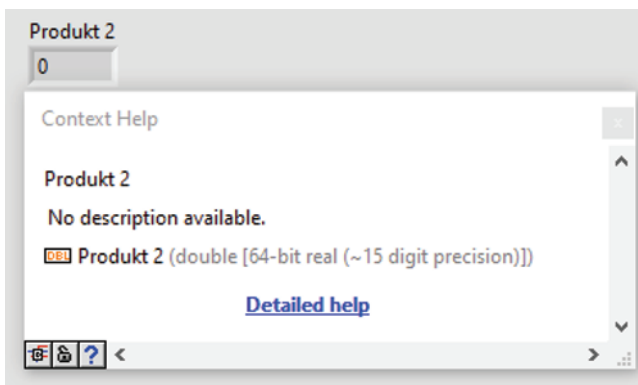 Produkt 2
0
Context Help
x
Produkt 2
No description available.
DBL Produkt 2 (double [64-bit real (~15 digit precision)])
Detailed help
?